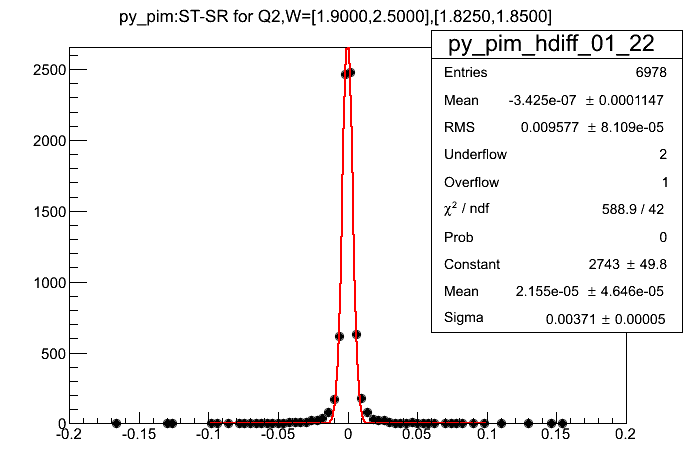 py_pim:ST-SR for Q2,W=[1.9000,2.5000],[1.8250,1.8500]
py_pim_hdiff_01_22
Entries 6978
Mean -3.425e-07 ± 0.0001147
RMS 0.009577 ± 8.109e-05
Underflow 2
Overflow 1
χ² / ndf 588.9 / 42
Prob 0
Constant 2743 ± 49.8
Mean 2.155e-05 ± 4.646e-05
Sigma 0.00371 ± 0.00005
2500
2000
1500
1000
500
0
-0.2 -0.15 -0.1 -0.05 0 0.05 0.1 0.15 0.2